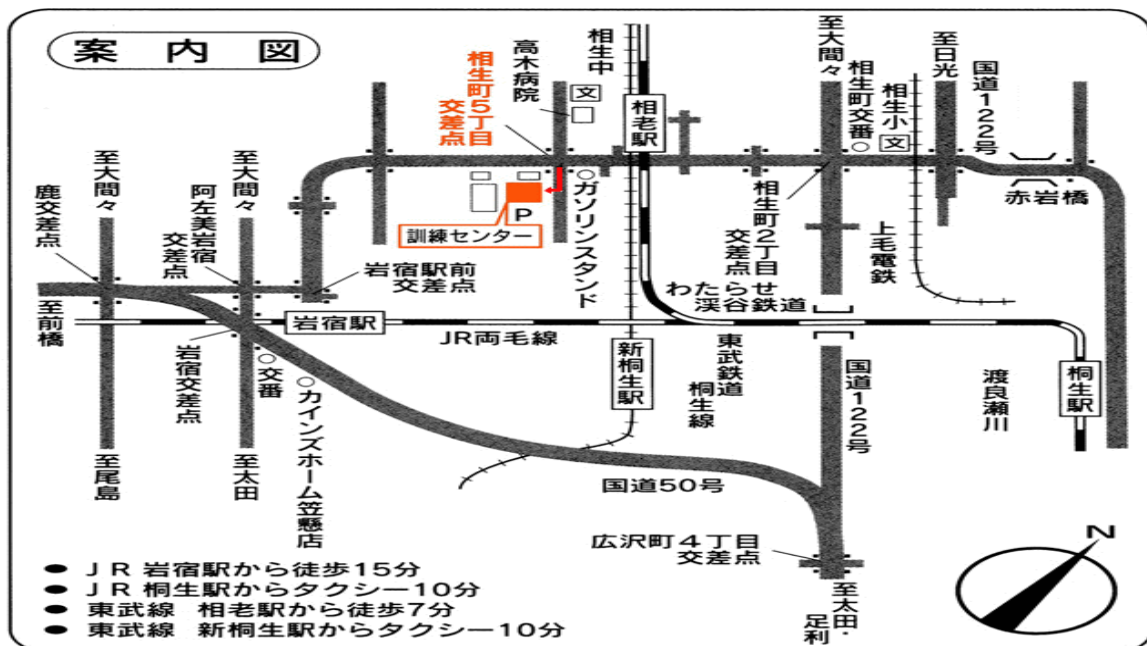 案内図
相生町5丁目
交差点
高木病院
文
相生中
相老駅
至大間々
相生町交番
相生小
文
至日光
国道122号
赤岩橋
至大間々
鹿交差点
至大間々
阿左美岩宿
交差点
P
訓練センター
ガソリンスタンド
相生町2丁目
交差点
上毛電鉄
岩宿駅前
交差点
わたらせ
渓谷鉄道
至前橋
岩宿駅
JR両毛線
岩宿交差点
交番
カインズホーム笠懸店
新桐生駅
東武鉄道
桐生線
国道122号
渡良瀬川
桐生駅
至尾島
至太田
国道50号
広沢町4丁目
交差点
至太田・
足利
N
● JR 岩宿駅から徒歩15分
● JR 桐生駅からタクシー10分
● 東武線 相老駅から徒歩7分
● 東武線 新桐生駅からタクシー10分